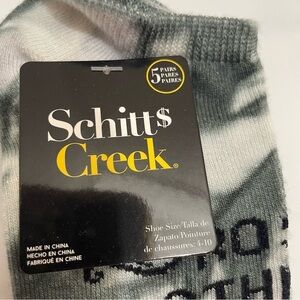 5 PAIRS
PARES
PAIRES
Schitt$
Creek®
Shoe Size/Talla de
Zapato/Pointure
de chaussures: 4-10
MADE IN CHINA
HECHO EN CHINA
FABRIQUÉ EN CHINE